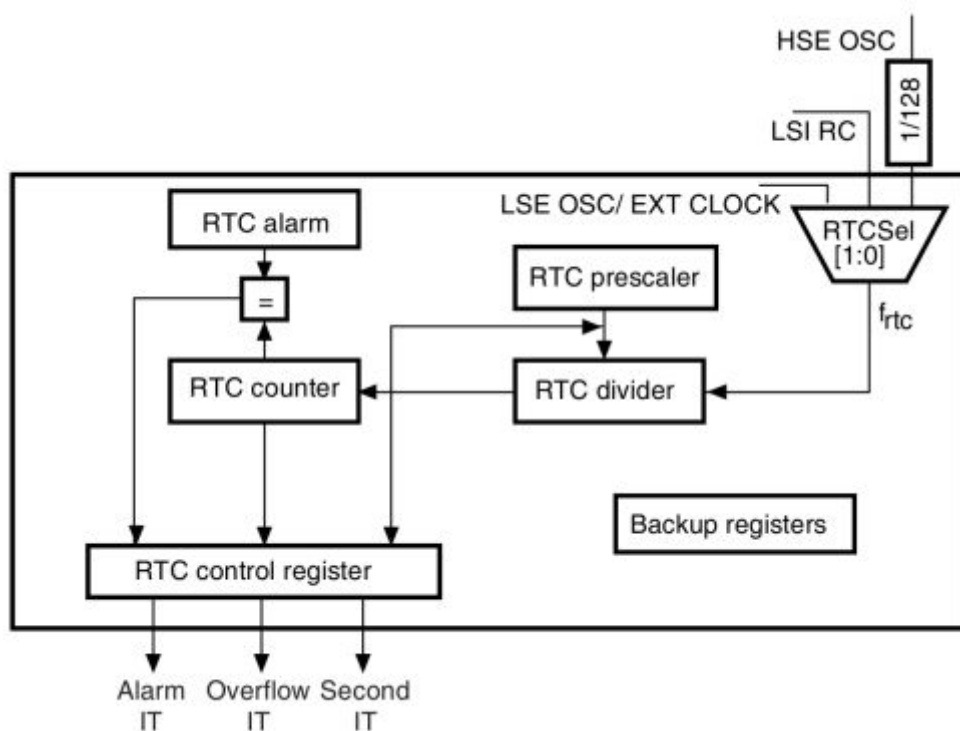 HSE OSC
1/128
LSI RC
LSE OSC/ EXT CLOCK
RTCSel
[1:0]
RTC alarm
RTC prescaler
=
frtc
RTC counter
RTC divider
Backup registers
RTC control register
Alarm
IT
Overflow
IT
Second
IT